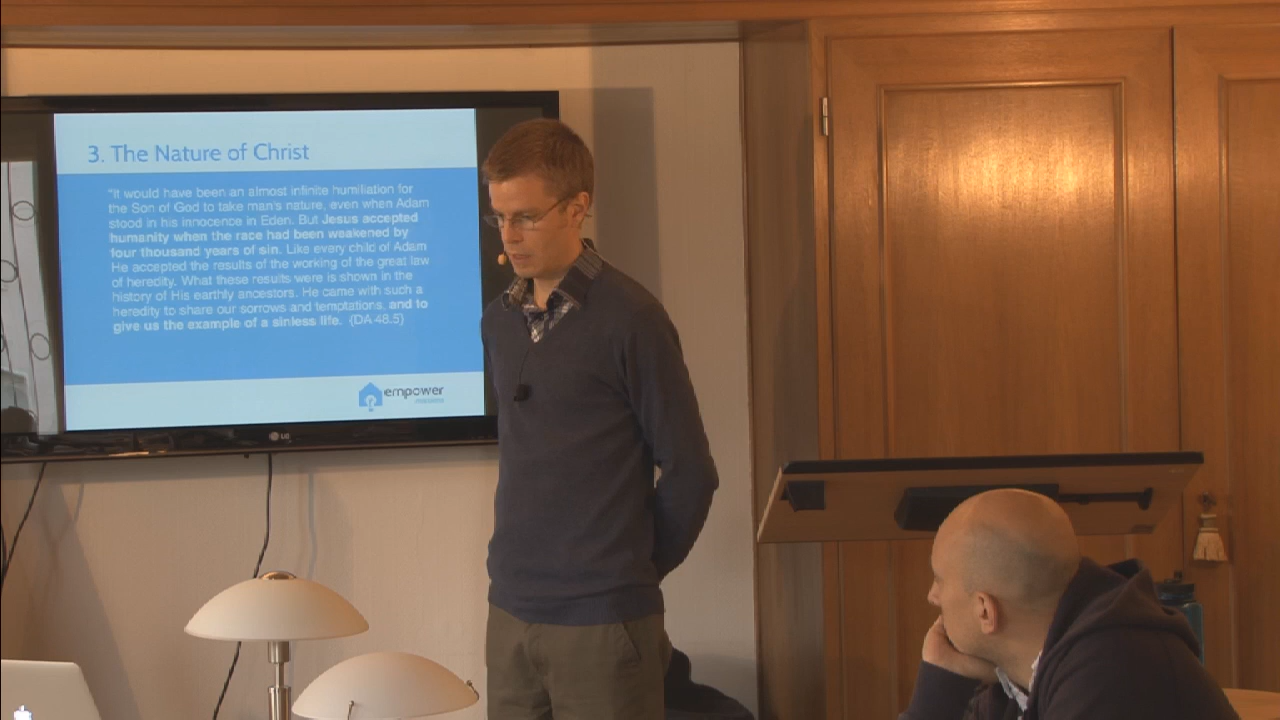 3. The Nature of Christ
"It would have been an almost infinite humiliation for
the Son of God to take man's nature, even when Adam
stood in his innocence in Eden. But Jesus accepted
humanity when the race had been weakened by
four thousand years of sin. Like every child of Adam
He accepted the results of the working of the great law
of heredity. What these results were is shown in the
history of His earthly ancestors. He came with such a
heredity to share our sorrows and temptations, and to
give us the example of a sinless life. (DA 48.5)
empower
LG